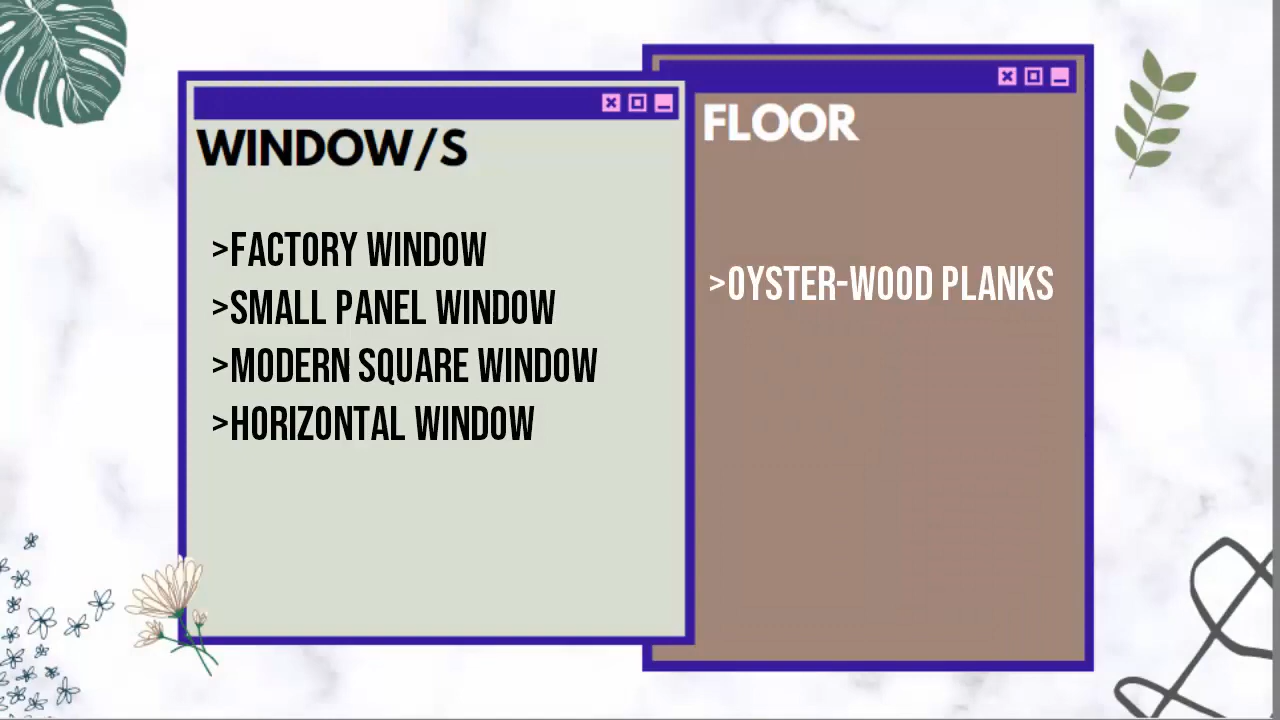 WINDOW/S
>FACTORY WINDOW
>SMALL PANEL WINDOW
>MODERN SQUARE WINDOW
>HORIZONTAL WINDOW
FLOOR
>OYSTER-WOOD PLANKS